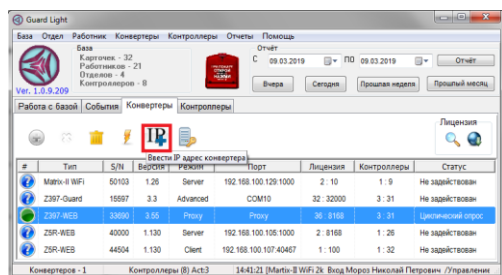 Guard Light
База Отдел Работник Конвертеры Контроллеры Отчеты Помощь
База
Карточек - 32
Работников - 21
Отделов - 4
Контроллеров - 8
Ver. 1.0.9.209
Отчёт
С 09.03.2019 ПО 09.03.2019 Отчёт
Вчера Сегодня Прошлая неделя Прошлый месяц
Работа с базой События Конвертеры Контроллеры
IP
Лицензия
Ввести IP адрес конвертера
# Тип S/N Версия Режим Порт Лицензия Контроллеры Статус
Matrix-II WiFi 50103 1.26 Server 192.168.100.129:1000 2 : 10 1 : 9 Не задействован
Z397-Guard 15697 3.3 Advanced COM10 32 : 32000 3 : 31 Не задействован
Z397-WEB 33690 3.55 Proxy Proxy 36 : 8168 3 : 31 Циклический опрос
Z5R-WEB 40000 1.130 Server 192.168.100.105:1000 2 : 8168 1 : 26 Не задействован
Z5R-WEB 44504 1.130 Client 192.168.100.107:40467 1 : 100 1 : 32 Не задействован
Конвертеров - 1 Контроллеры (8) Act:3 14:41:21 [Martix-II WiFi 2k Вход Мороз Николай Петрович /Управление